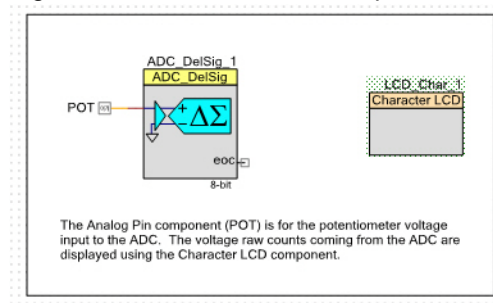 ADC_DelSig_1
ADC_DelSig
LCD_Char_1
Character LCD
POT
ΔΣ
eoc
8-bit
The Analog Pin component (POT) is for the potentiometer voltage
input to the ADC. The voltage raw counts coming from the ADC are
displayed using the Character LCD component.